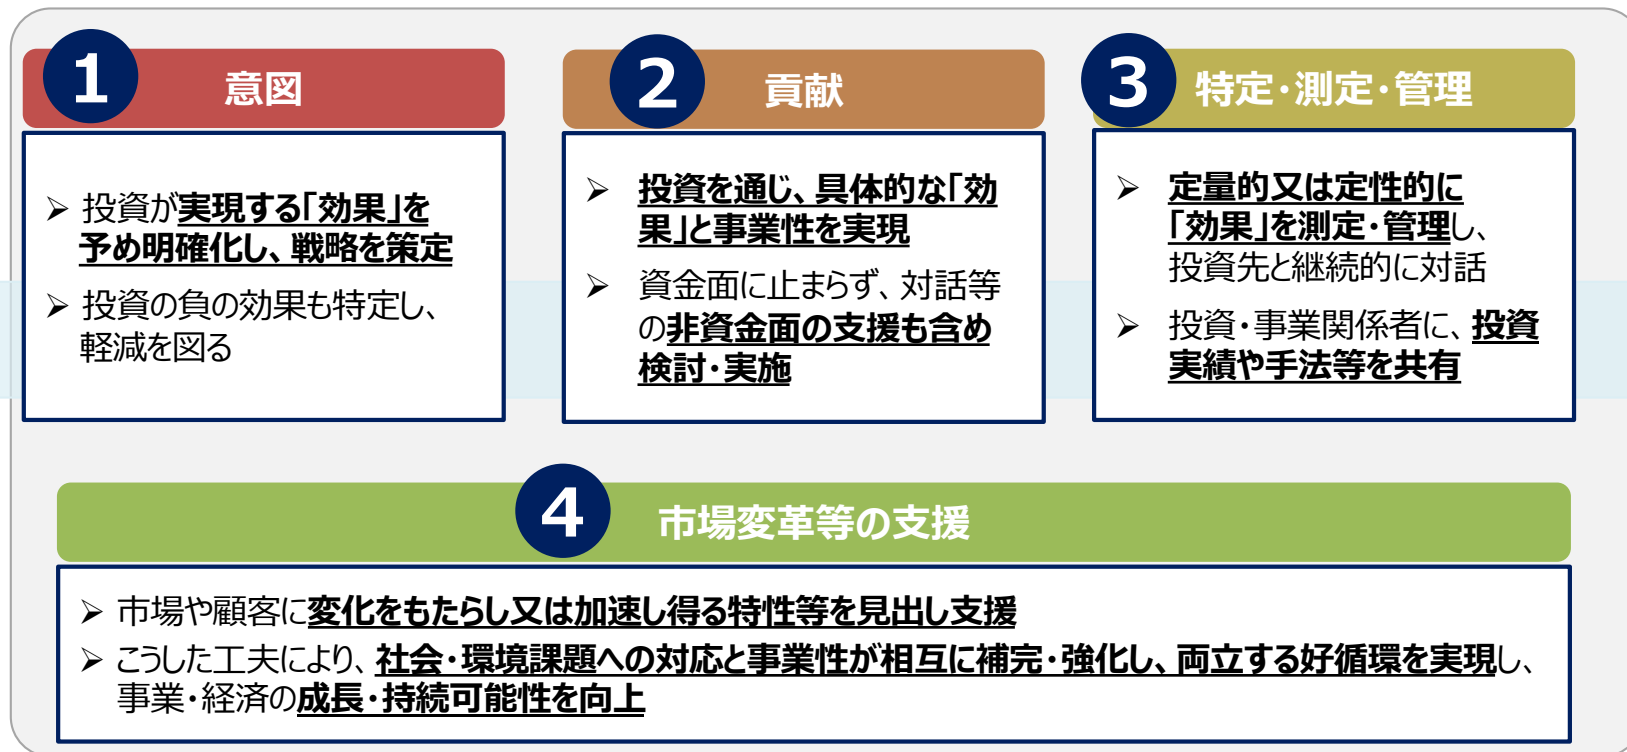 1 意図
➢ 投資が実現する「効果」を
予め明確化し、戦略を策定
➢ 投資の負の効果も特定し、
軽減を図る
2 貢献
➢ 投資を通じ、具体的な「効
果」と事業性を実現
➢ 資金面に止まらず、対話等
の非資金面の支援も含め
検討・実施
3 特定・測定・管理
➢ 定量的又は定性的に
「効果」を測定・管理し、
投資先と継続的に対話
➢ 投資・事業関係者に、投資
実績や手法等を共有
4 市場変革等の支援
➢ 市場や顧客に変化をもたらし又は加速し得る特性等を見出し支援
➢ こうした工夫により、社会・環境課題への対応と事業性が相互に補完・強化し、両立する好循環を実現し、
事業・経済の成長・持続可能性を向上